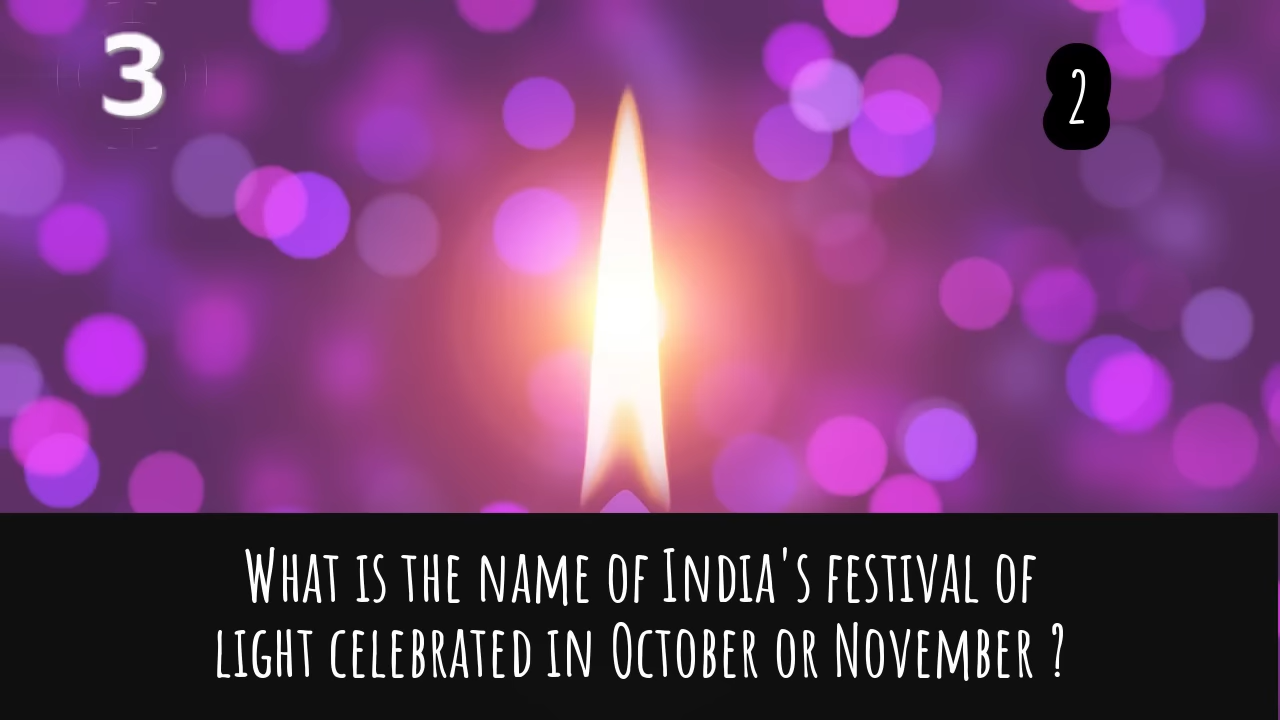 3
2
What is the name of India's festival of
light celebrated in October or November ?